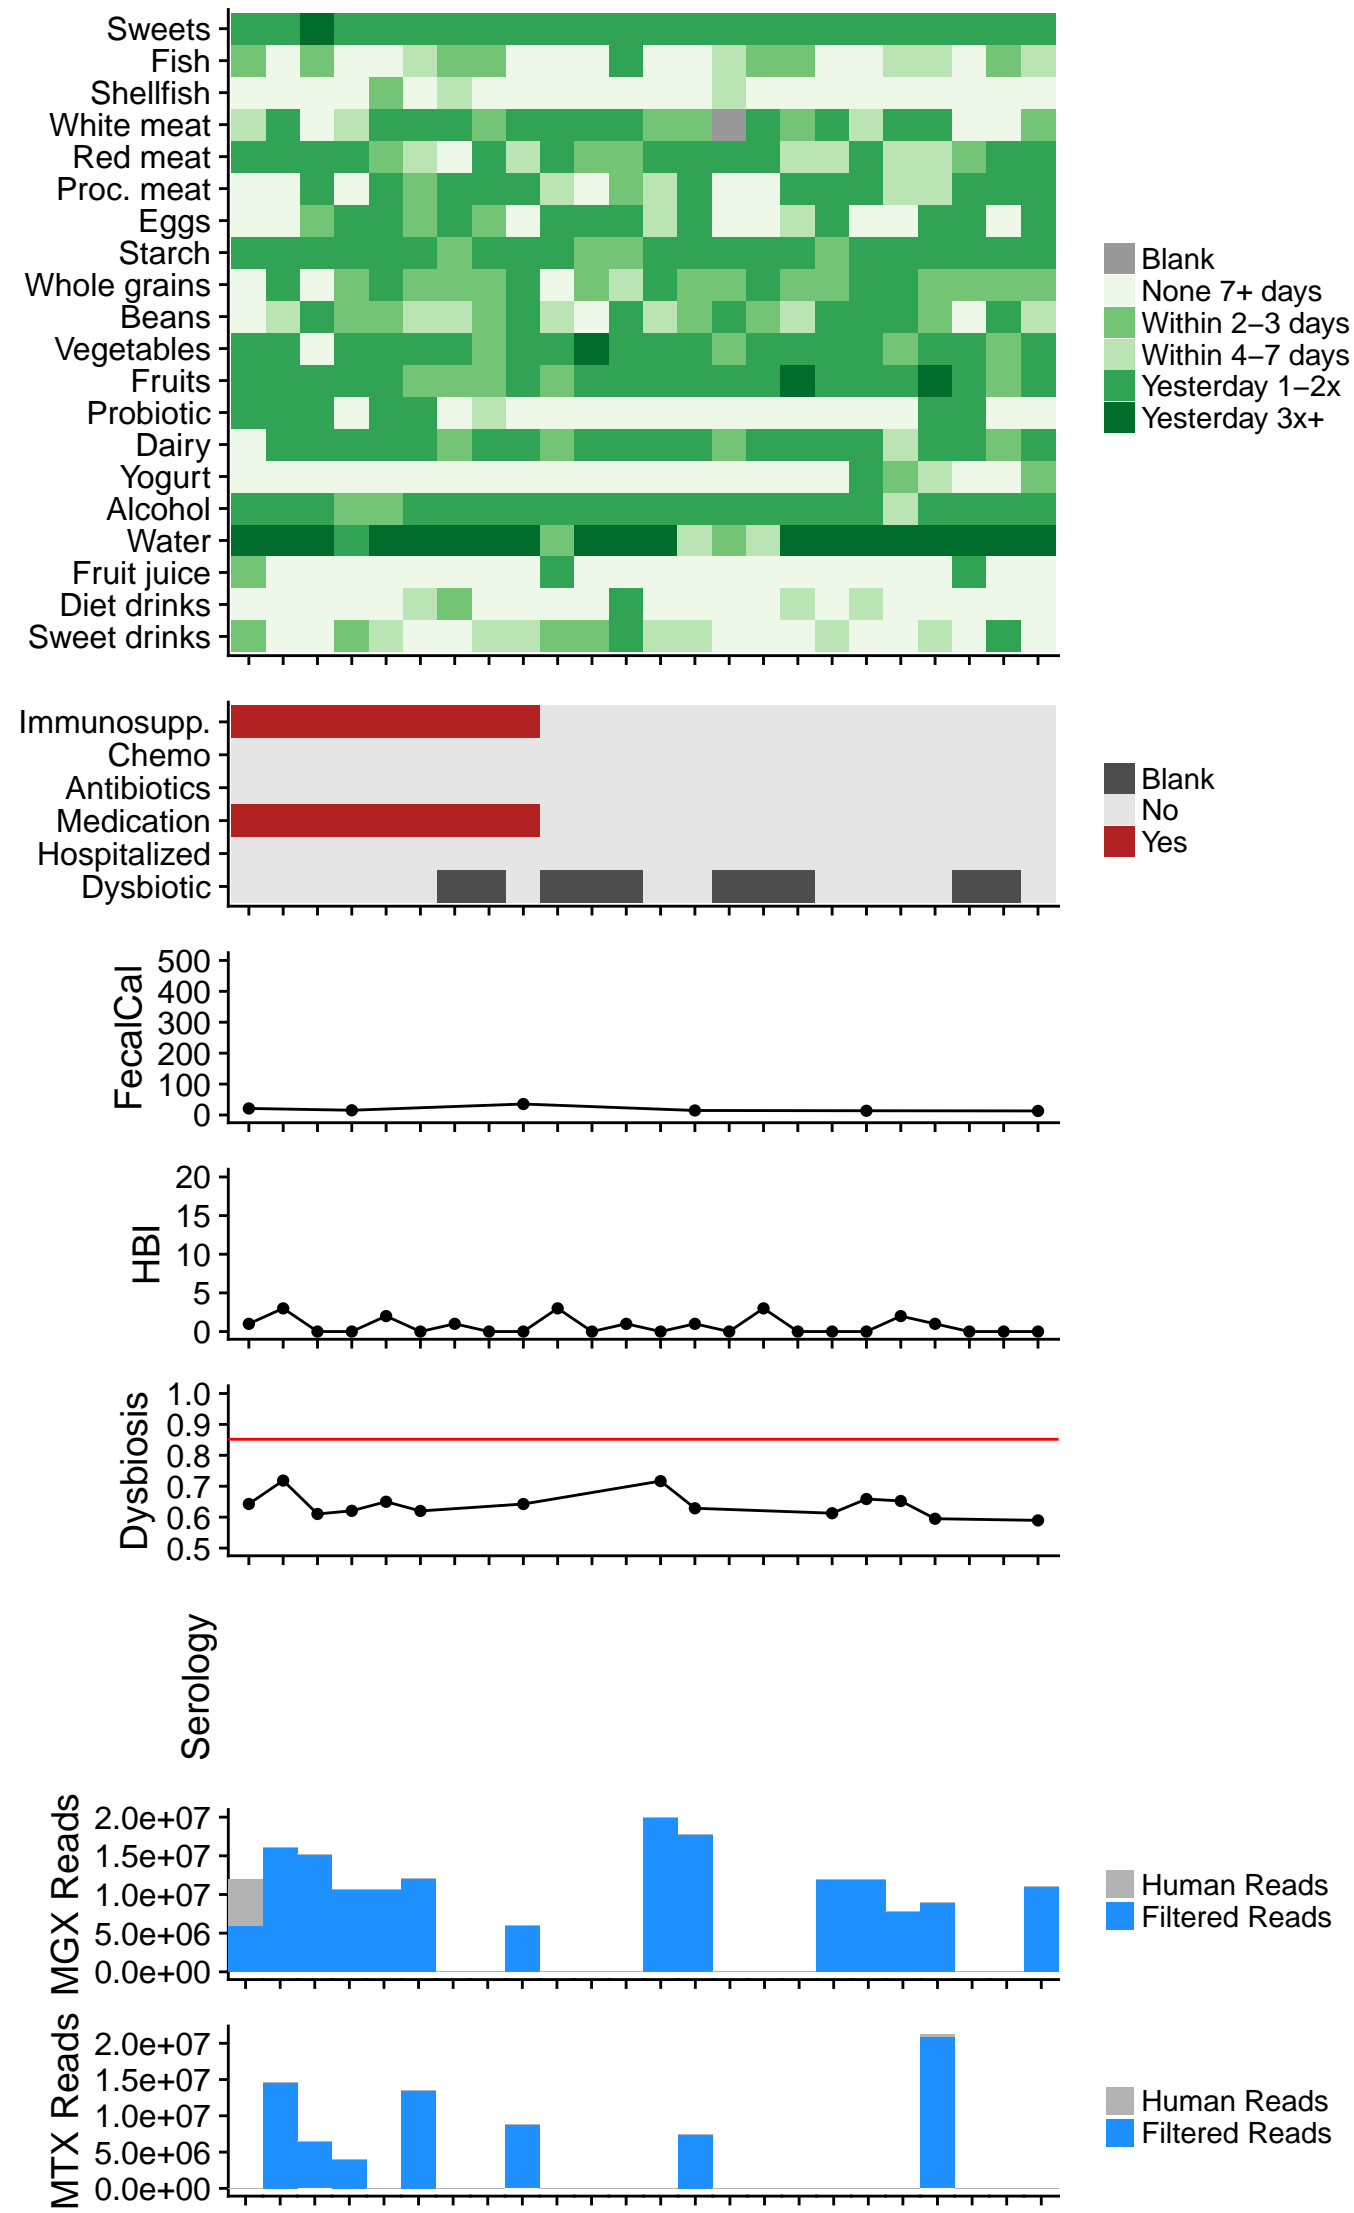 Sweets
Fish
Shellfish
White meat
Red meat
Proc. meat
Eggs
Starch
Whole grains
Beans
Vegetables
Fruits
Probiotic
Dairy
Yogurt
Alcohol
Water
Fruit juice
Diet drinks
Sweet drinks
Blank
None 7+ days
Within 2−3 days
Within 4−7 days
Yesterday 1−2x
Yesterday 3x+
Immunosupp.
Chemo
Antibiotics
Medication
Hospitalized
Dysbiotic
Blank
No
Yes
FecalCal
500
400
300
200
100
0
HBI
20
15
10
5
0
Dysbiosis
1.0
0.9
0.8
0.7
0.6
0.5
Serology
MGX Reads
2.0e+07
1.5e+07
1.0e+07
5.0e+06
0.0e+00
Human Reads
Filtered Reads
MTX Reads
2.0e+07
1.5e+07
1.0e+07
5.0e+06
0.0e+00
Human Reads
Filtered Reads